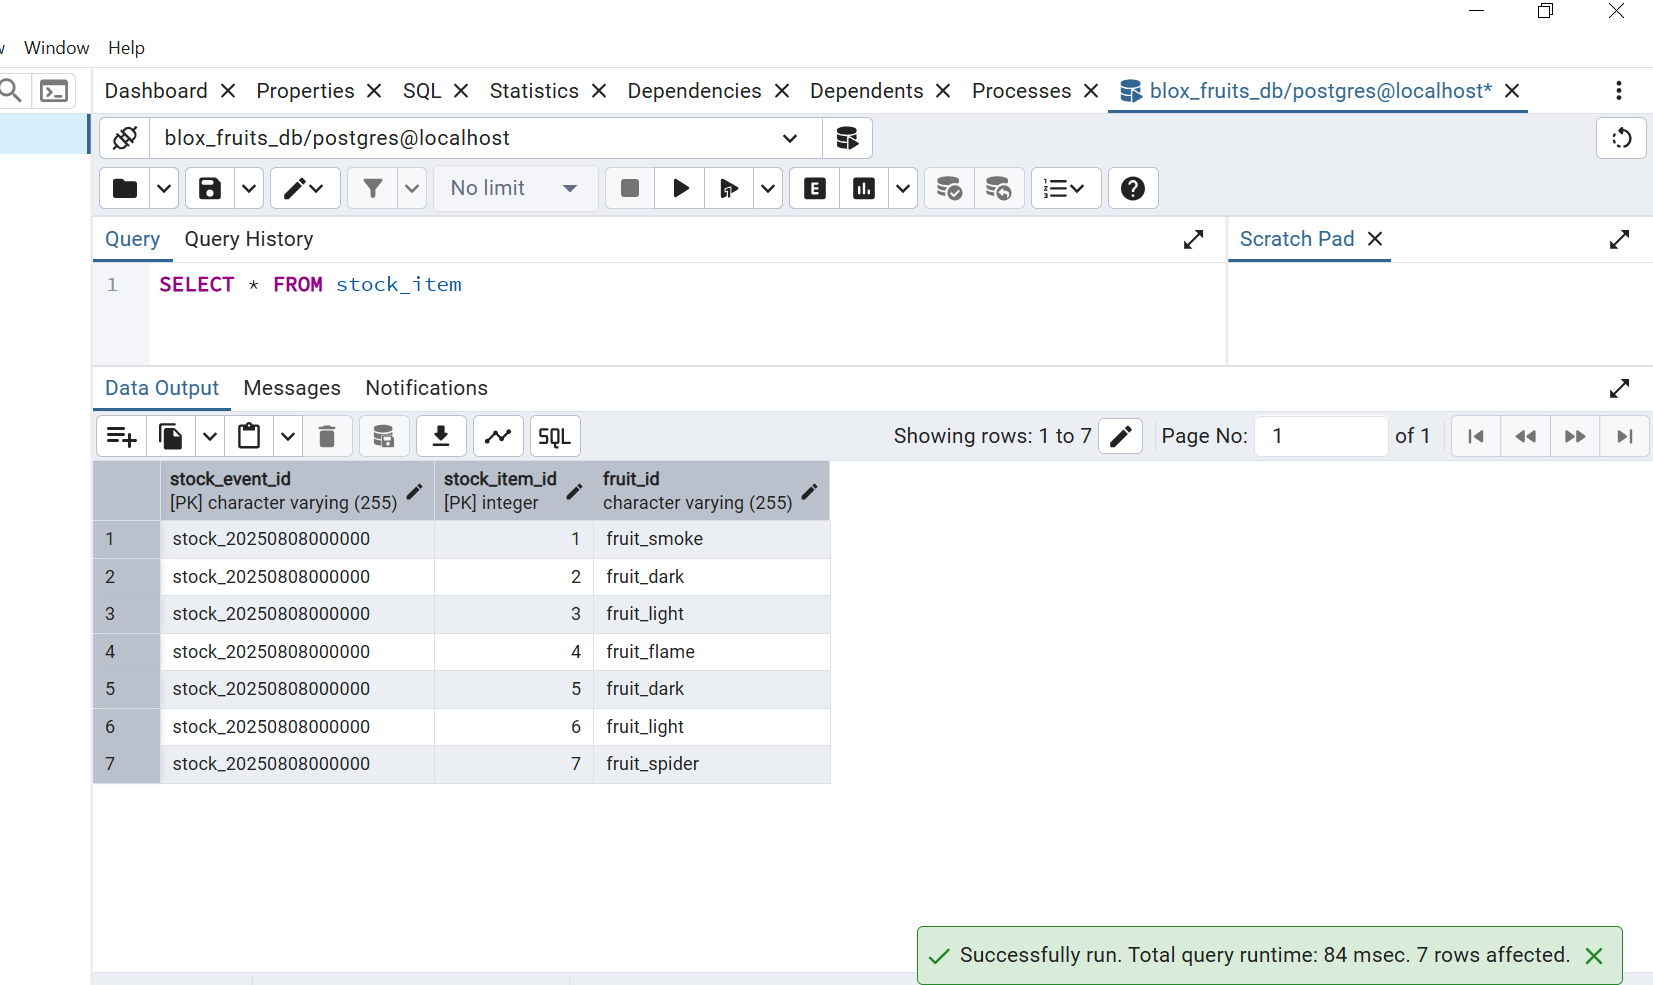 Window Help
Dashboard Properties SQL Statistics Dependencies Dependents Processes blox_fruits_db/postgres@localhost*
blox_fruits_db/postgres@localhost
No limit E
Query Query History Scratch Pad
1 SELECT * FROM stock_item
Data Output Messages Notifications
SQL Showing rows: 1 to 7 Page No: 1 of 1
stock_event_id stock_item_id fruit_id
[PK] character varying (255) [PK] integer character varying (255)
1 stock_20250808000000 1 fruit_smoke
2 stock_20250808000000 2 fruit_dark
3 stock_20250808000000 3 fruit_light
4 stock_20250808000000 4 fruit_flame
5 stock_20250808000000 5 fruit_dark
6 stock_20250808000000 6 fruit_light
7 stock_20250808000000 7 fruit_spider
Successfully run. Total query runtime: 84 msec. 7 rows affected.